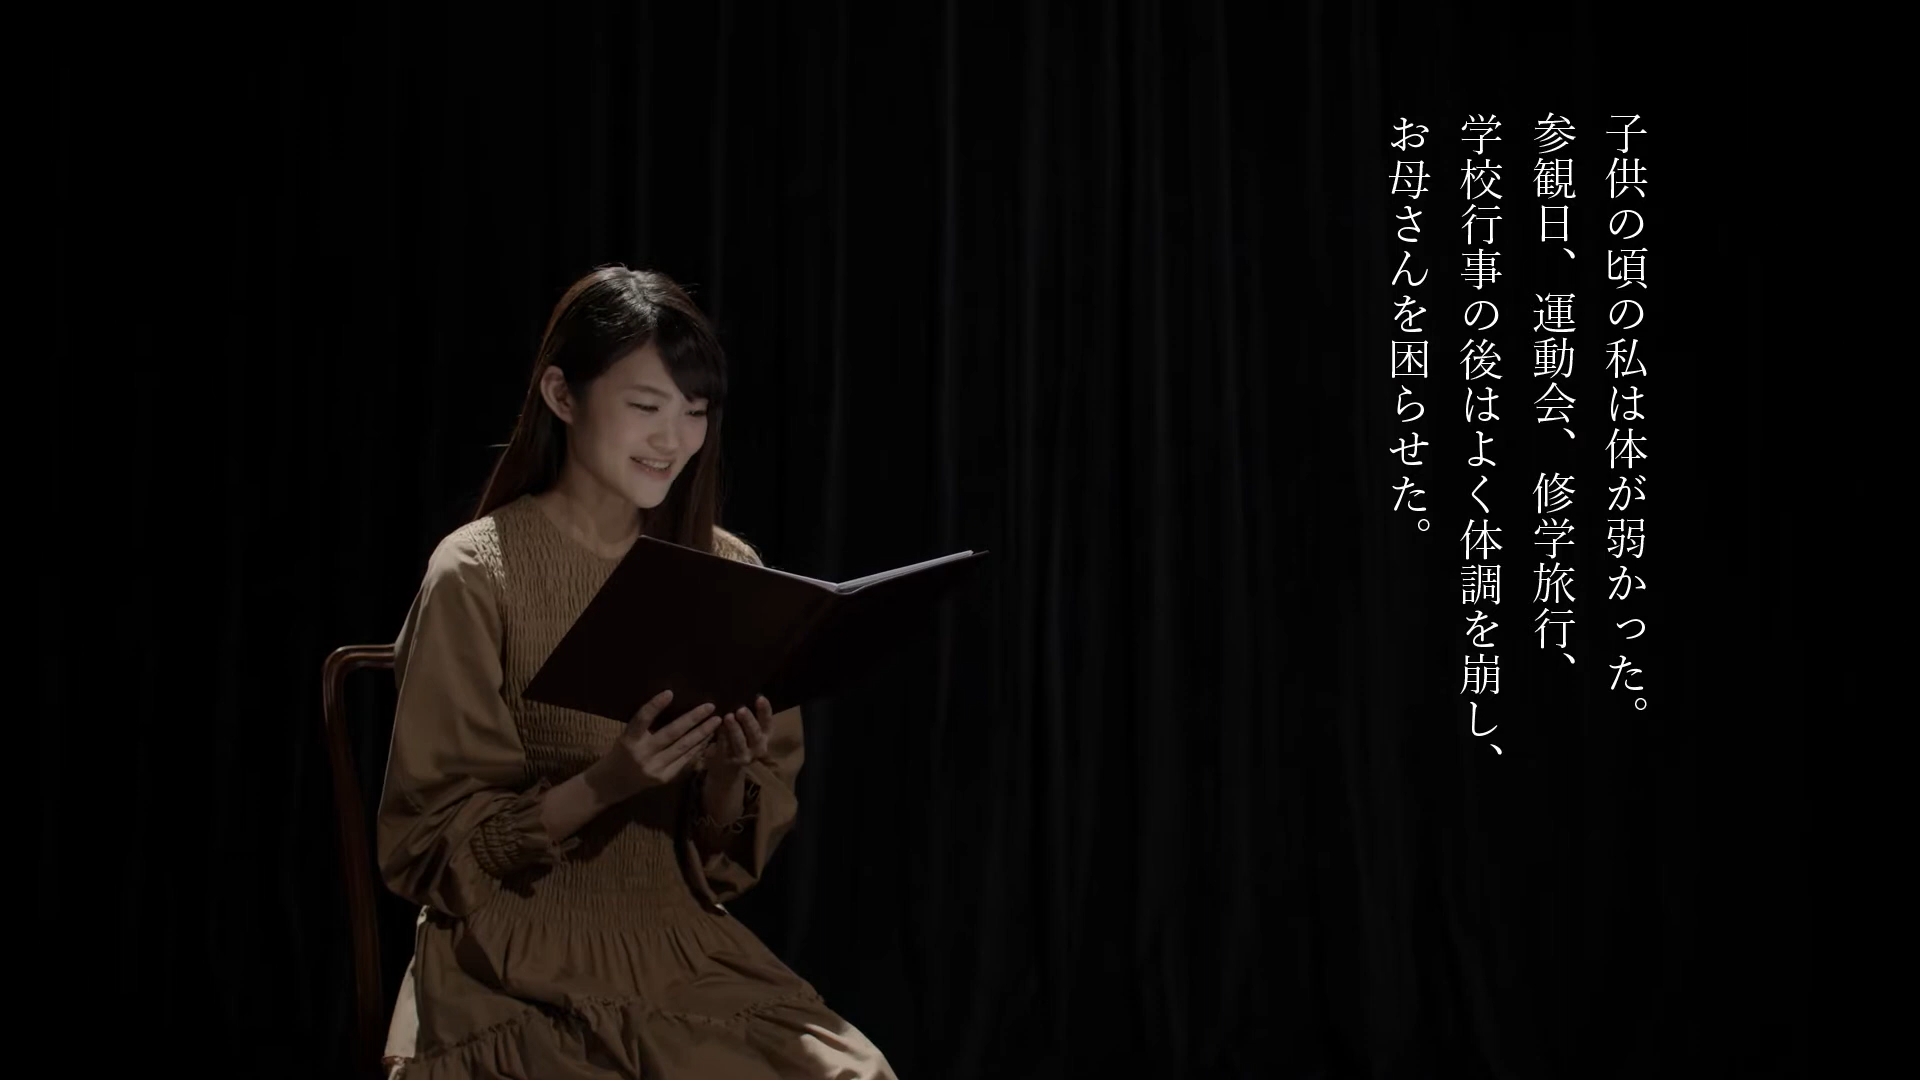 子供の頃の私は体が弱かった。
参観日、運動会、修学旅行、
学校行事の後はよく体調を崩し、
お母さんを困らせた。